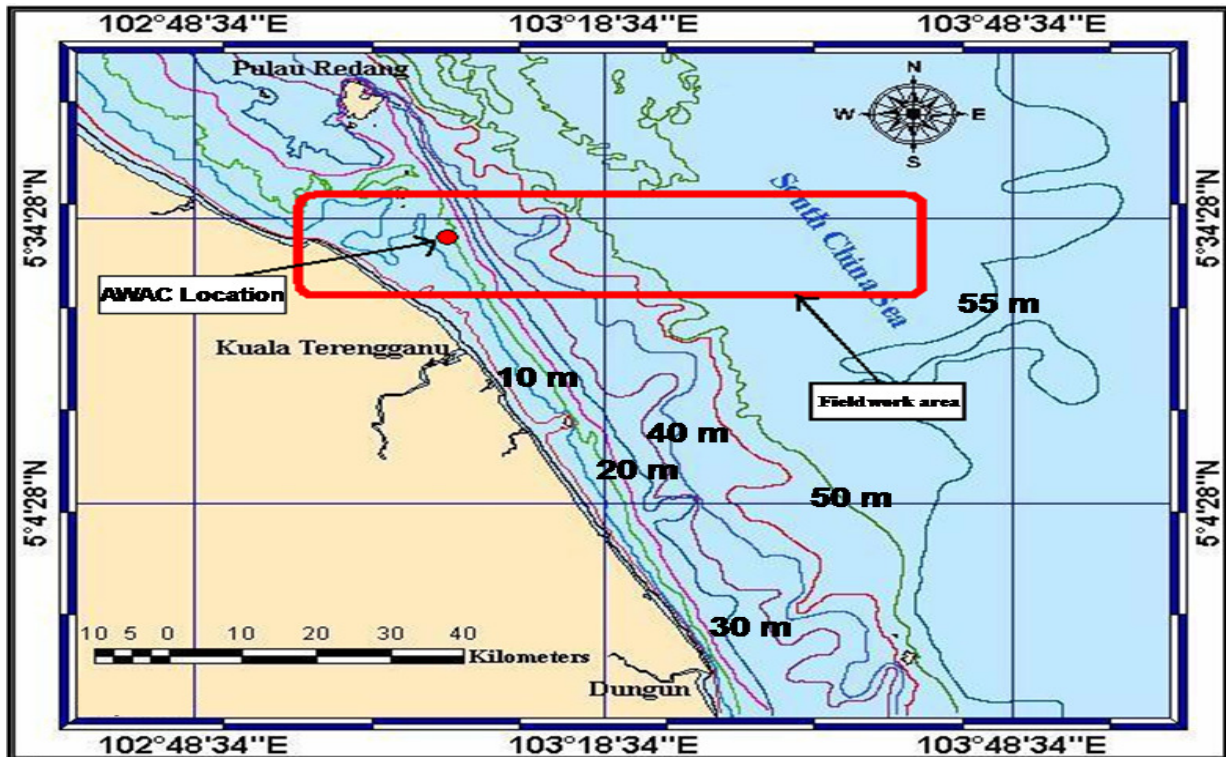 102°48'34"E 103°18'34"E 103°48'34"E
Pulau Redang
N
W E
S
5°34'28"N
5°34'28"N
South China Sea
AWAC Location
55 m
Kuala Terengganu
10 m
Fieldwork area
40 m
20 m
50 m
5°4'28"N
5°4'28"N
30 m
10 5 0 10 20 30 40
Kilometers
Dungun
102°48'34"E 103°18'34"E 103°48'34"E